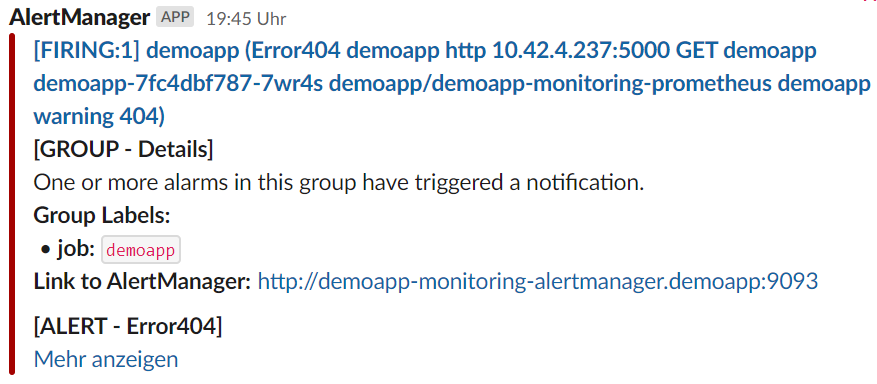 AlertManager APP 19:45 Uhr
[FIRING:1] demoapp (Error404 demoapp http 10.42.4.237:5000 GET demoapp
demoapp-7fc4dbf787-7wr4s demoapp/demoapp-monitoring-prometheus demoapp
warning 404)
[GROUP - Details]
One or more alarms in this group have triggered a notification.
Group Labels:
• job: demoapp
Link to AlertManager: http://demoapp-monitoring-alertmanager.demoapp:9093
[ALERT - Error404]
Mehr anzeigen